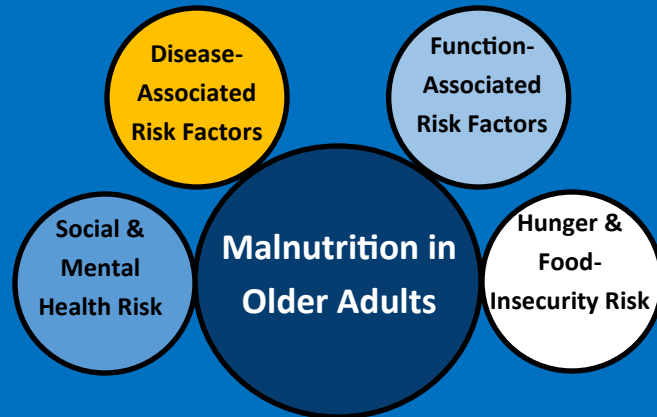 Disease-
Associated
Risk Factors
Function-
Associated
Risk Factors
Social &
Mental
Health Risk
Malnutrition in
Older Adults
Hunger &
Food-
Insecurity Risk